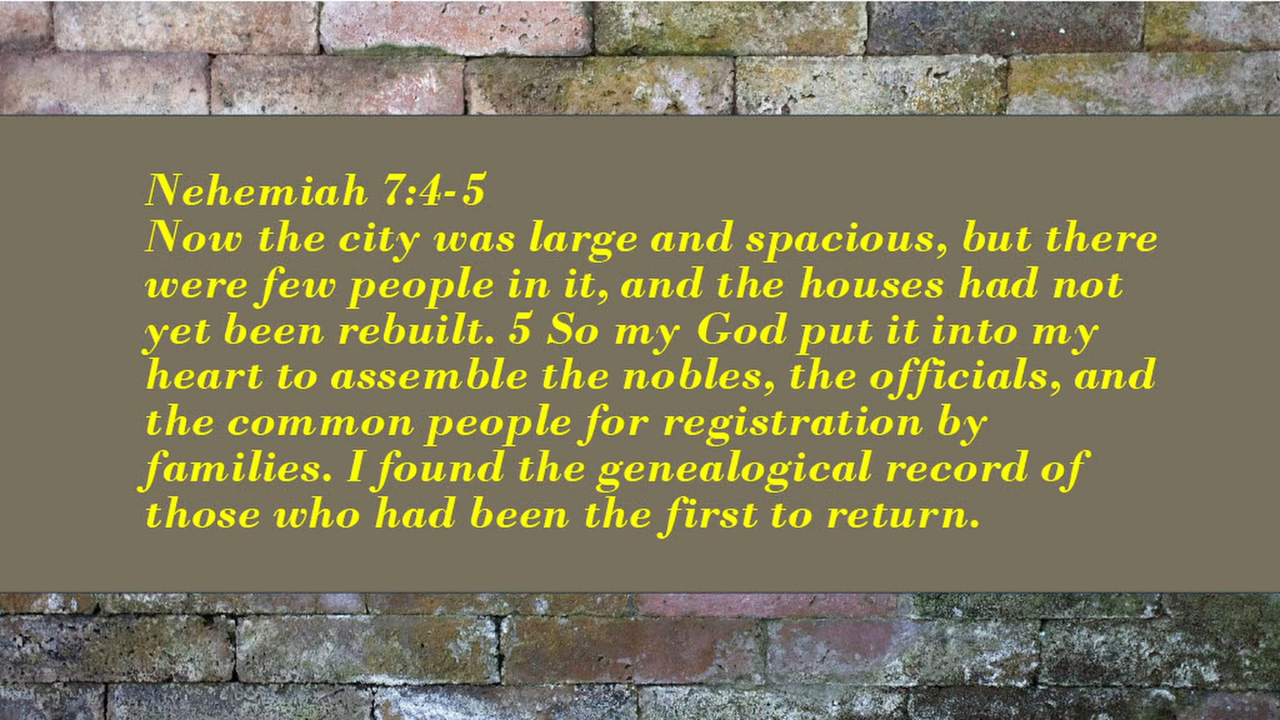 Nehemiah 7:4-5
Now the city was large and spacious, but there
were few people in it, and the houses had not
yet been rebuilt. 5 So my God put it into my
heart to assemble the nobles, the officials, and
the common people for registration by
families. I found the genealogical record of
those who had been the first to return.